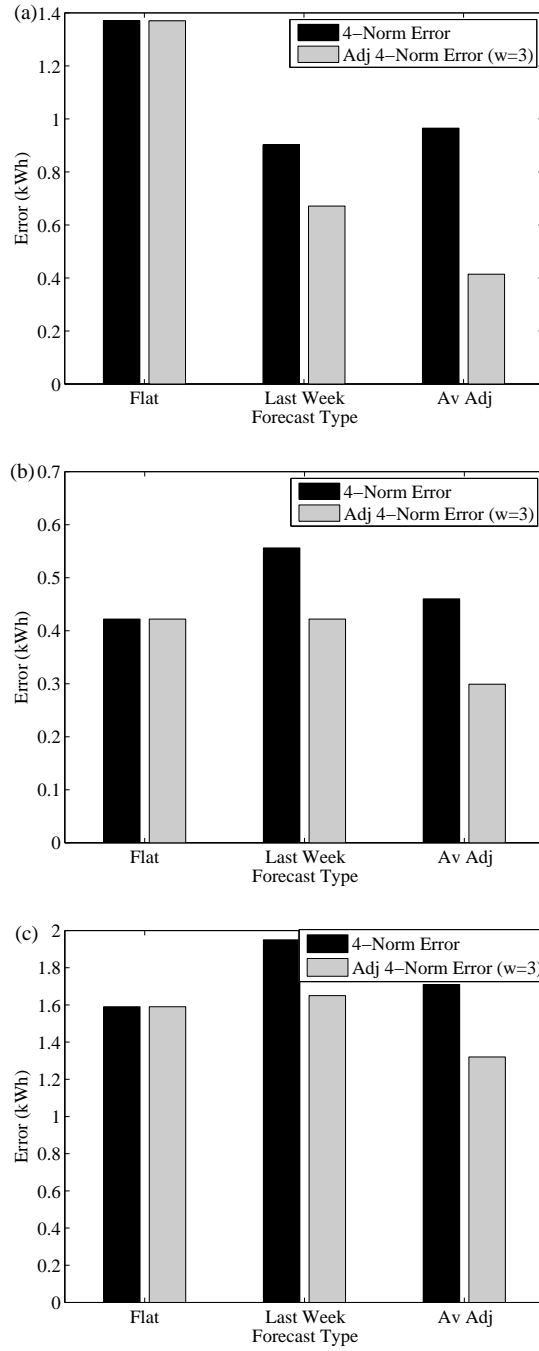 (a)
1.4
1.2
1
0.8
0.6
0.4
0.2
0
Error (kWh)
4−Norm Error
Adj 4−Norm Error (w=3)
Flat
Last Week
Av Adj
Forecast Type
(b)
0.7
0.6
0.5
0.4
0.3
0.2
0.1
0
Error (kWh)
4−Norm Error
Adj 4−Norm Error (w=3)
Flat
Last Week
Av Adj
Forecast Type
(c)
2
1.8
1.6
1.4
1.2
1
0.8
0.6
0.4
0.2
0
Error (kWh)
4−Norm Error
Adj 4−Norm Error (w=3)
Flat
Last Week
Av Adj
Forecast Type